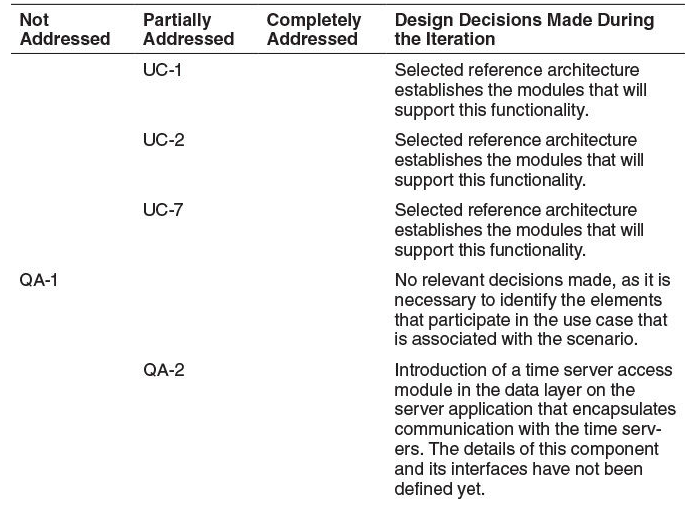 Not Addressed Partially Addressed Completely Addressed Design Decisions Made During the Iteration
UC-1 Selected reference architecture
establishes the modules that will
support this functionality.
UC-2 Selected reference architecture
establishes the modules that will
support this functionality.
UC-7 Selected reference architecture
establishes the modules that will
support this functionality.
QA-1 No relevant decisions made, as it is
necessary to identify the elements
that participate in the use case that
is associated with the scenario.
QA-2 Introduction of a time server access
module in the data layer on the
server application that encapsulates
communication with the time serv-
ers. The details of this component
and its interfaces have not been
defined yet.